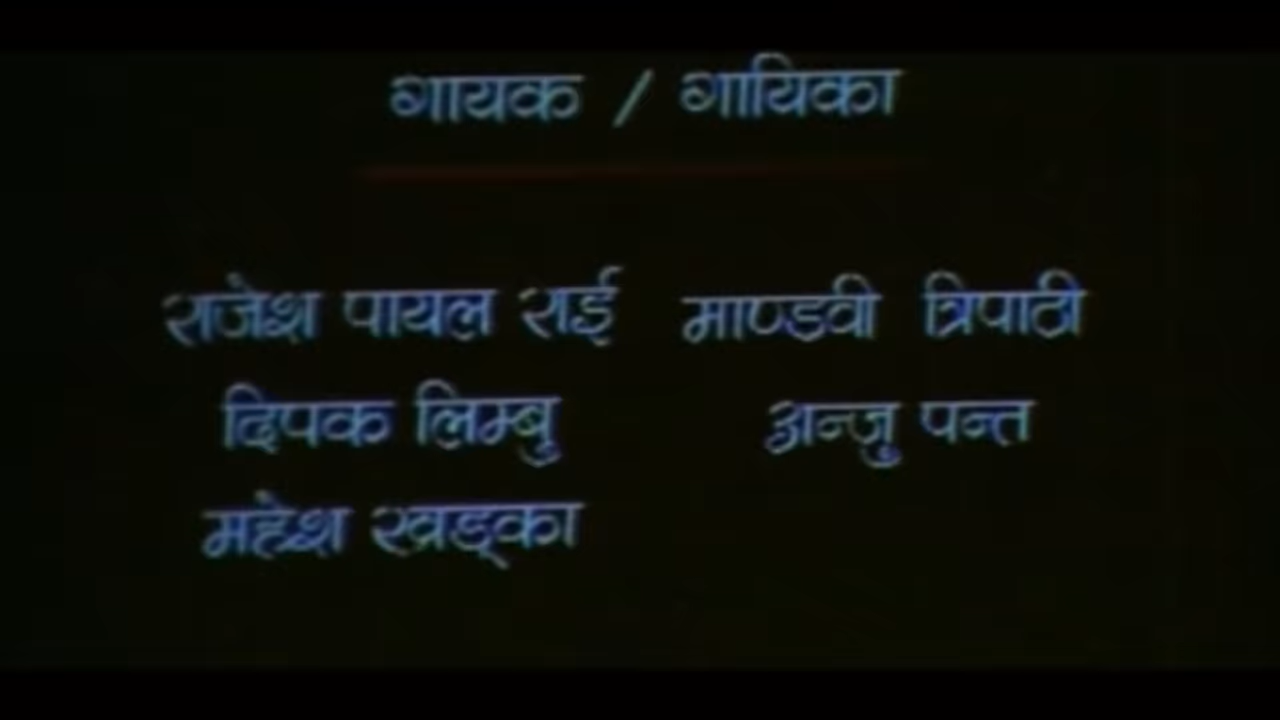 गायक / गायिका
राजेश पायल राई माण्डवी त्रिपाठी
दिपक लिम्बु अन्जु पन्त
महेश खड्का